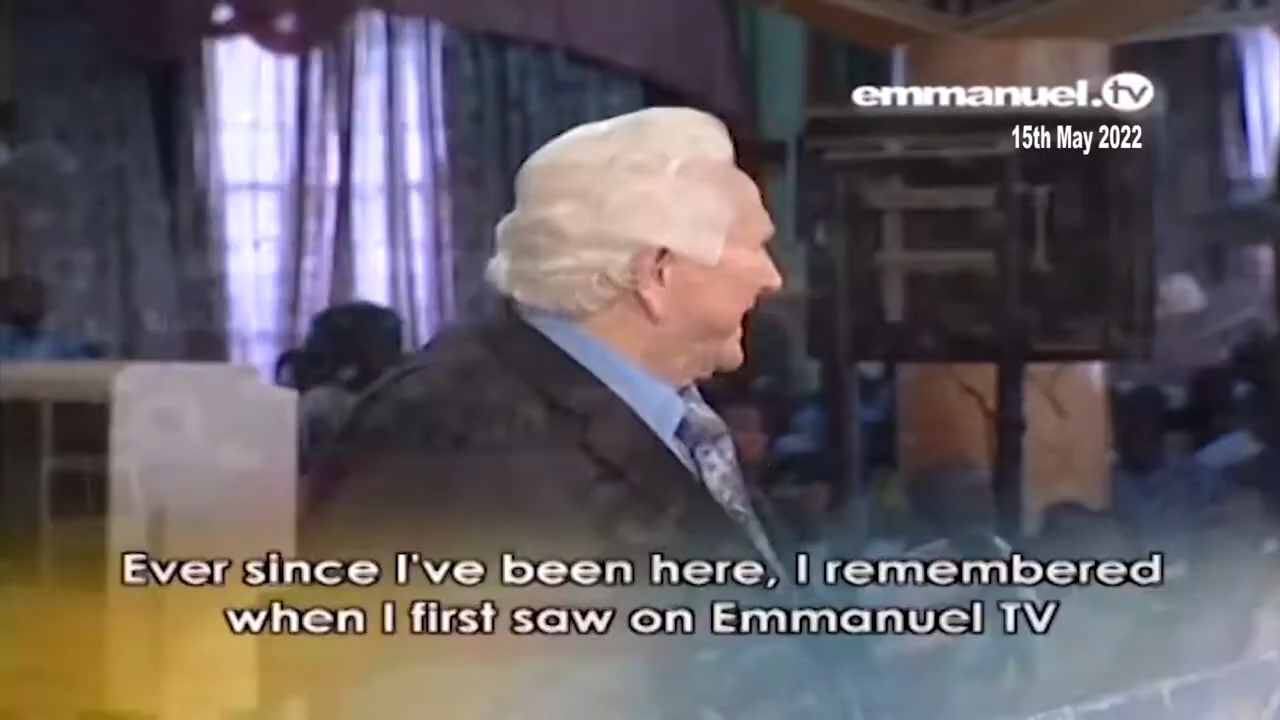 emmanuel.tv
15th May 2022
Ever since I've been here, I remembered
when I first saw on Emmanuel TV